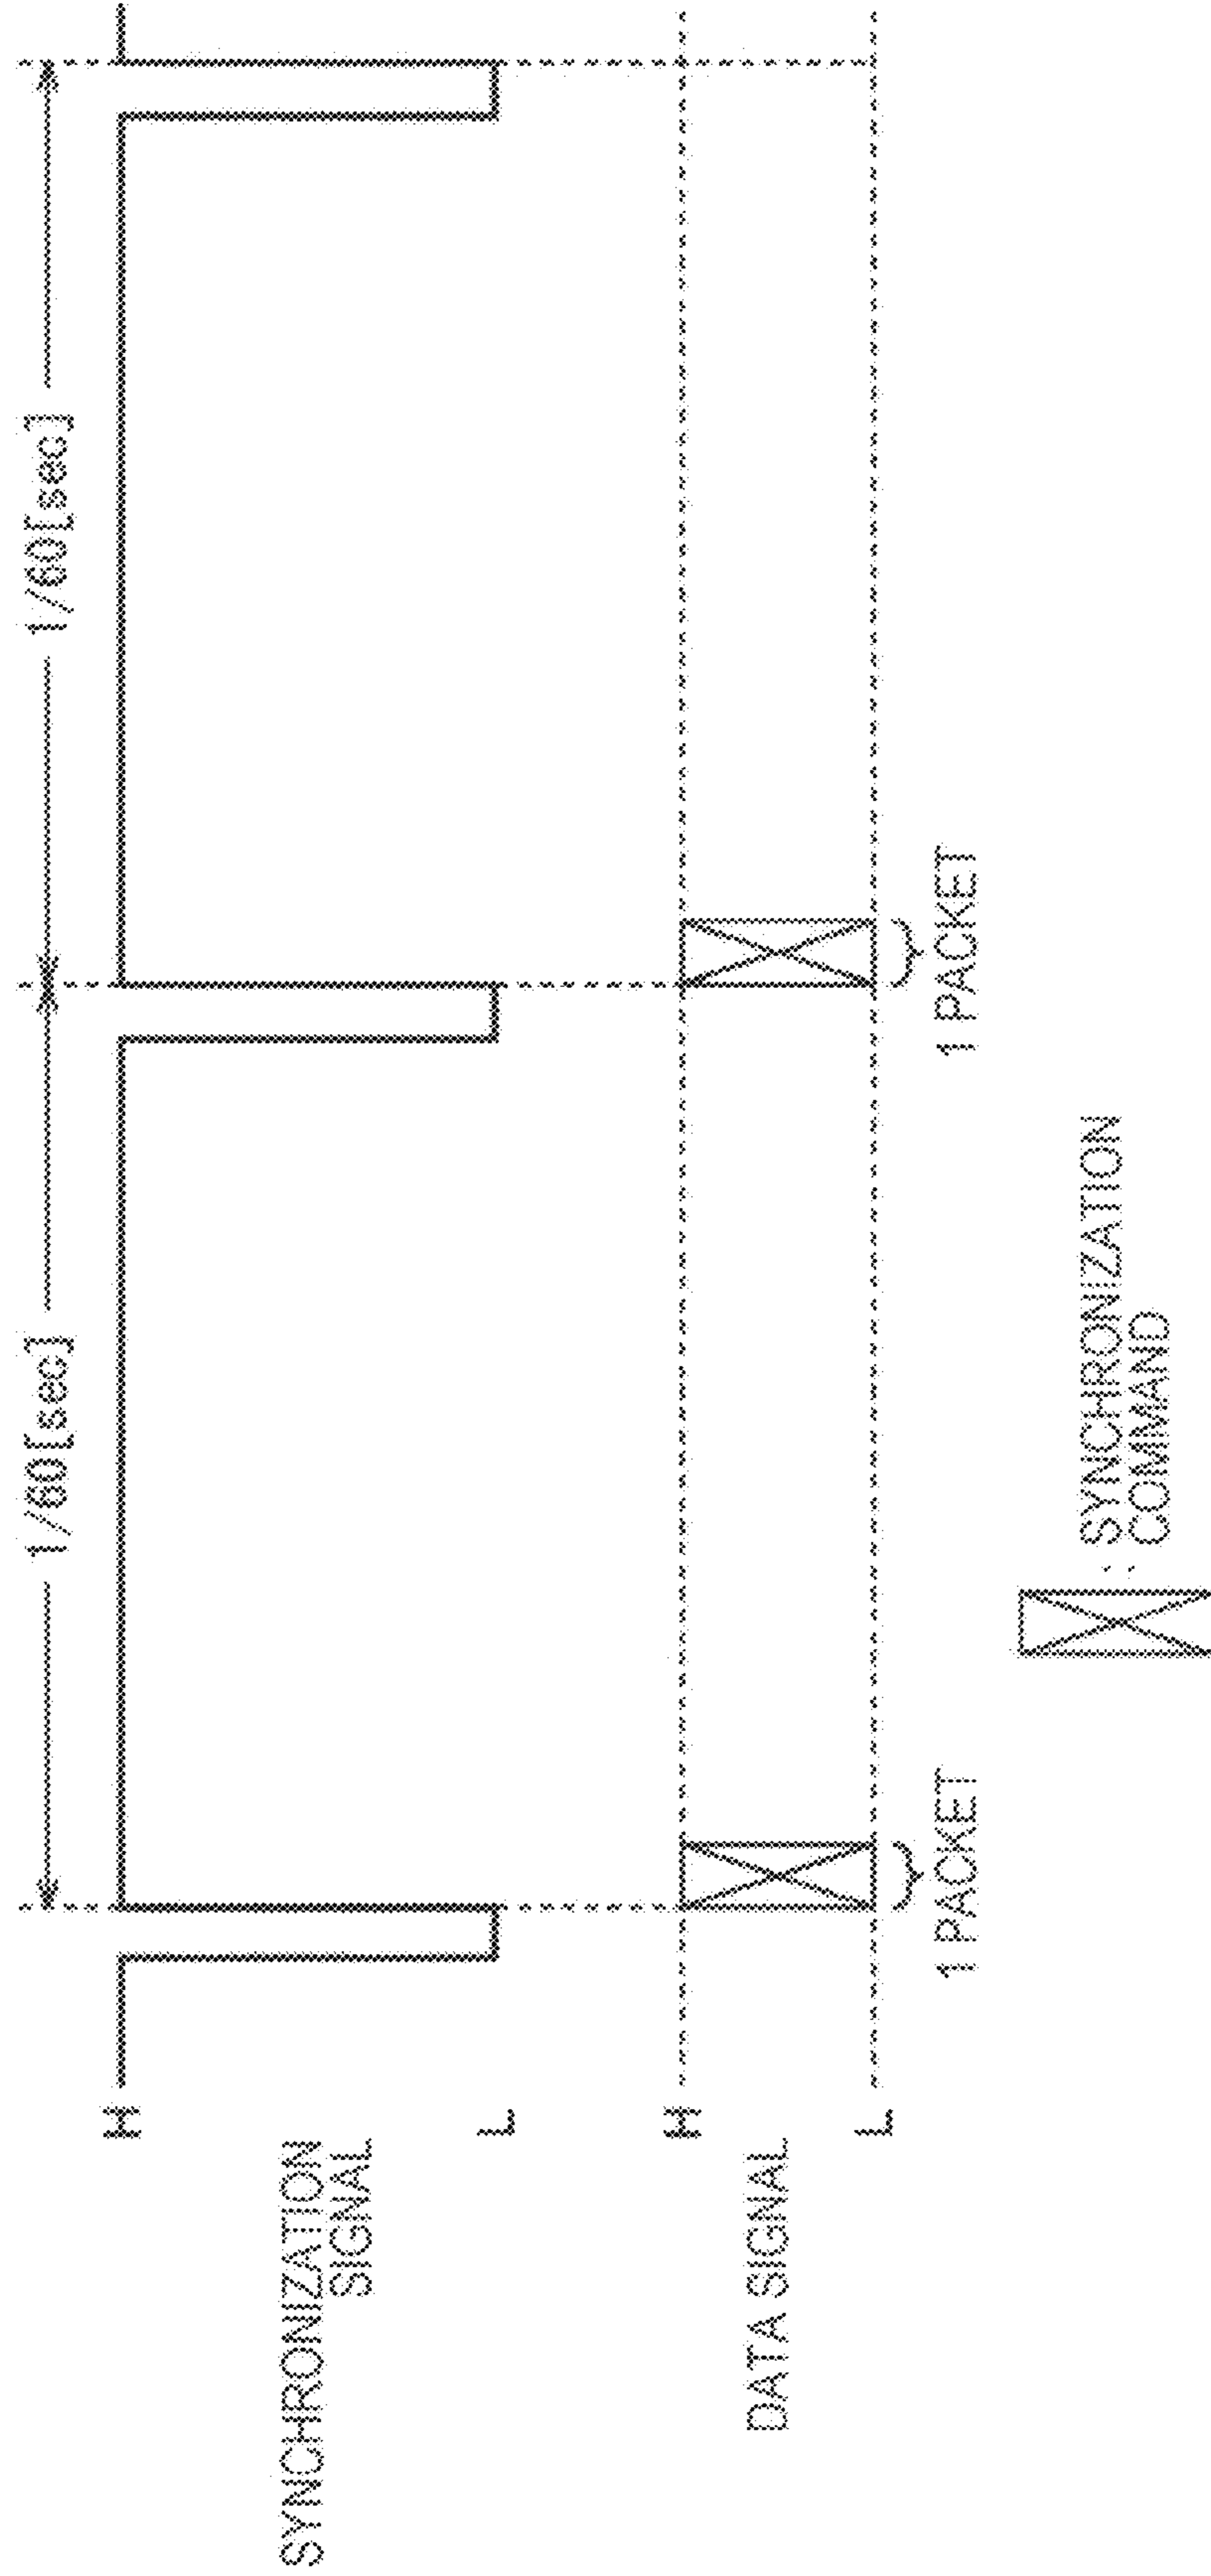 1/60[sec]
1/60[sec]
H
SYNCHRONIZATION
SIGNAL
L
H
DATA SIGNAL
L
1 PACKET
1 PACKET
: SYNCHRONIZATION
COMMAND